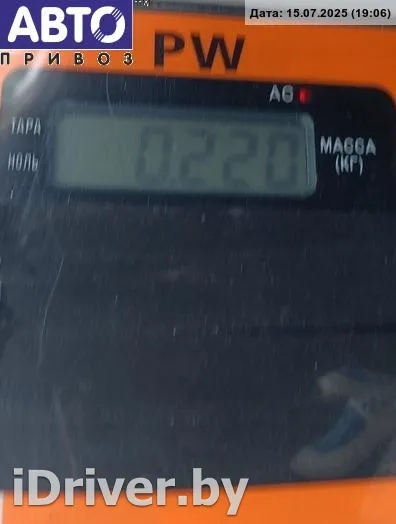 АВТО
ПРИВОЗ
Дата: 15.07.2025 (19:06)
PW
АБ
ТАРА
НОЛЬ
0.220
МАССА
(КГ)
iDriver.by